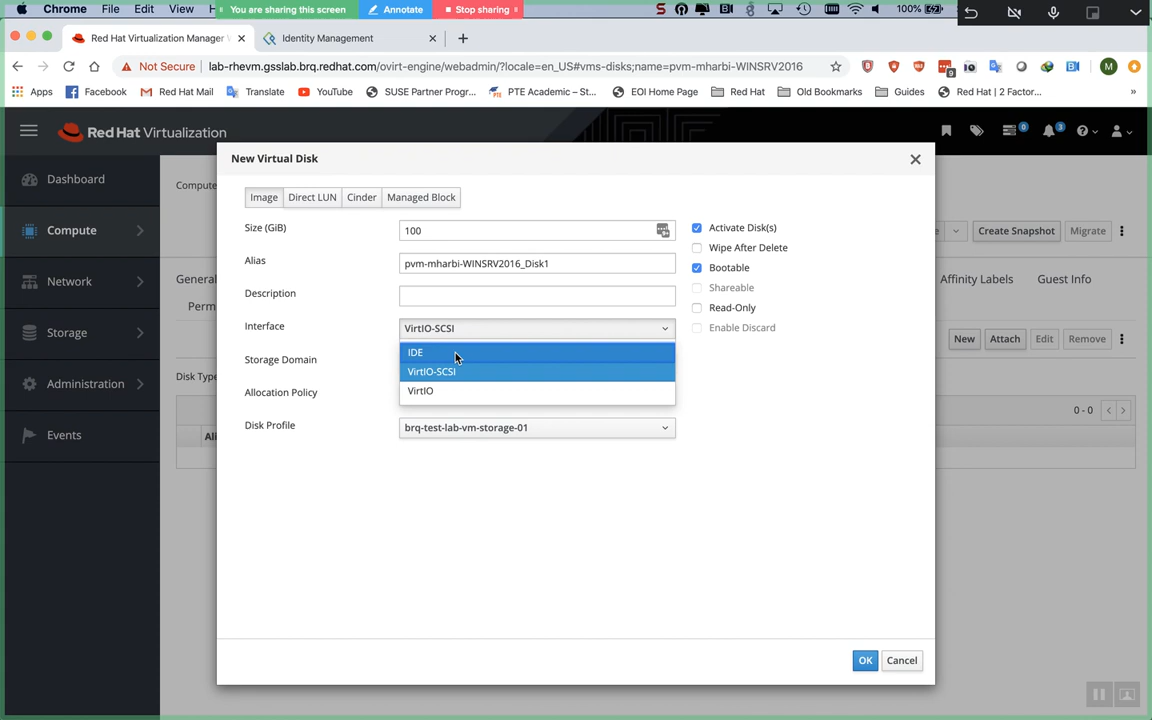 Chrome File Edit View H
You are sharing this screen Annotate Stop sharing
100%
Red Hat Virtualization Manager
Identity Management
Not Secure lab-rhevm.gsslab.brq.redhat.com/ovirt-engine/webadmin/?locale=en_US#vms-disks;name=pvm-mharbi-WINSRV2016
M
Apps Facebook Red Hat Mail Translate YouTube SUSE Partner Progr... PTE Academic – St... EOI Home Page Red Hat Old Bookmarks Guides Red Hat | 2 Factor... »
Red Hat Virtualization
0 3
Dashboard
Compute
Network
Storage
Administration
Events
Compute
Create Snapshot Migrate
General
Affinity Labels Guest Info
Perm
New Attach Edit Remove
Disk Type
0 - 0
Ali
New Virtual Disk
Image Direct LUN Cinder Managed Block
Size (GiB) 100
Alias pvm-mharbi-WINSRV2016_Disk1
Description
Interface VirtIO-SCSI
IDE
VirtIO-SCSI
VirtIO
Storage Domain
Allocation Policy
Disk Profile brq-test-lab-vm-storage-01
Activate Disk(s)
Wipe After Delete
Bootable
Shareable
Read-Only
Enable Discard
OK Cancel